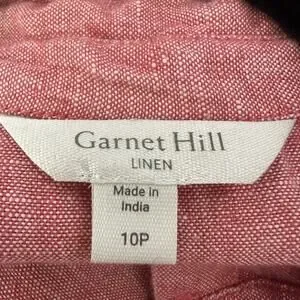 Garnet Hill
LINEN
Made in
India
10P